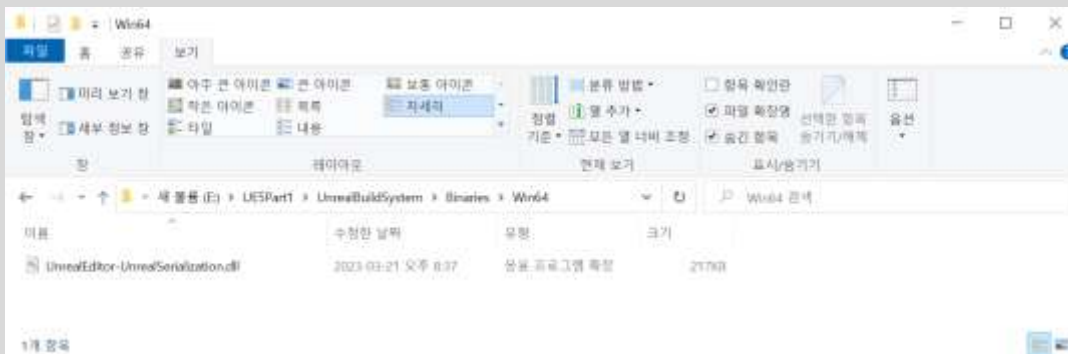 Win64
파일 홈 공유 보기
탐색 창 미리 보기 창 세부 정보 창
창
아주 큰 아이콘 큰 아이콘 보통 아이콘
작은 아이콘 목록 자세히
타일 내용
레이아웃
정렬 기준 분류 방법 열 추가 모든 열 너비 조정
현재 보기
항목 확인란 파일 확장명 숨긴 항목
선택한 항목 숨기기/해제
표시/숨기기
옵션
새 볼륨 (E:) UE5Part1 UnrealBuildSystem Binaries Win64
Win64 검색
이름 수정한 날짜 유형 크기
UnrealEditor-UnrealSerialization.dll 2023-03-21 오후 8:37 응용 프로그램 확장 217KB
1개 항목